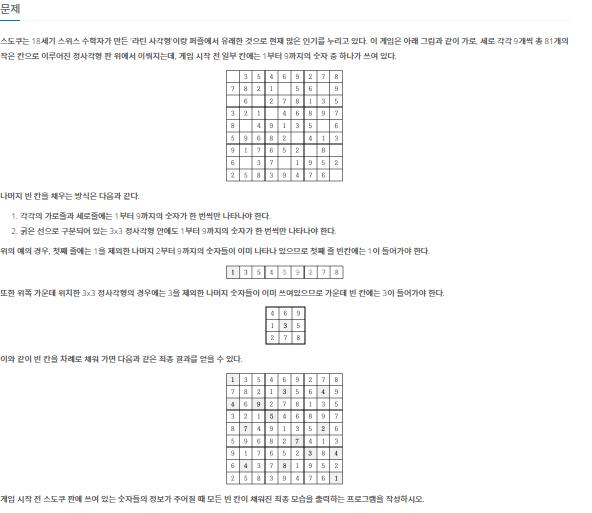 문제
스도쿠는 18세기 스위스 수학자가 만든 '라틴 사각형'이랑 퍼즐에서 유래한 것으로 현재 많은 인기를 누리고 있다. 이 게임은 아래 그림과 같이 가로, 세로 각각 9개씩 총 81개의
작은 칸으로 이루어진 정사각형 판 위에서 이뤄지는데, 게임 시작 전 일부 칸에는 1부터 9까지의 숫자 중 하나가 쓰여 있다.
3 5 4 6 9 2 7 8
7 8 2 1 5 6 9
6 2 7 8 1 3 5
3 2 1 4 6 8 9 7
8 4 9 1 3 5 6
5 9 6 8 2 4 1 3
9 1 7 6 5 2 8
6 3 7 1 9 5 2
2 5 8 3 9 4 7 6
나머지 빈 칸을 채우는 방식은 다음과 같다.
1. 각각의 가로줄과 세로줄에는 1부터 9까지의 숫자가 한 번씩만 나타나야 한다.
2. 굵은 선으로 구분되어 있는 3x3 정사각형 안에도 1부터 9까지의 숫자가 한 번씩만 나타나야 한다.
위의 예의 경우, 첫째 줄에는 1을 제외한 나머지 2부터 9까지의 숫자들이 이미 나타나 있으므로 첫째 줄 빈칸에는 1이 들어가야 한다.
1 3 5 4 6 9 2 7 8
또한 위쪽 가운데 위치한 3x3 정사각형의 경우에는 3을 제외한 나머지 숫자들이 이미 쓰여있으므로 가운데 빈 칸에는 3이 들어가야 한다.
4 6 9
1 3 5
2 7 8
이와 같이 빈 칸을 차례로 채워 가면 다음과 같은 최종 결과를 얻을 수 있다.
1 3 5 4 6 9 2 7 8
7 8 2 1 3 5 6 4 9
4 6 9 2 7 8 1 3 5
3 2 1 5 4 6 8 9 7
8 7 4 9 1 3 5 2 6
5 9 6 8 2 7 4 1 3
9 1 7 6 5 2 3 8 4
6 4 3 7 8 1 9 5 2
2 5 8 3 9 4 7 6 1
게임 시작 전 스도쿠 판에 쓰여 있는 숫자들의 정보가 주어질 때 모든 빈 칸이 채워진 최종 모습을 출력하는 프로그램을 작성하시오.